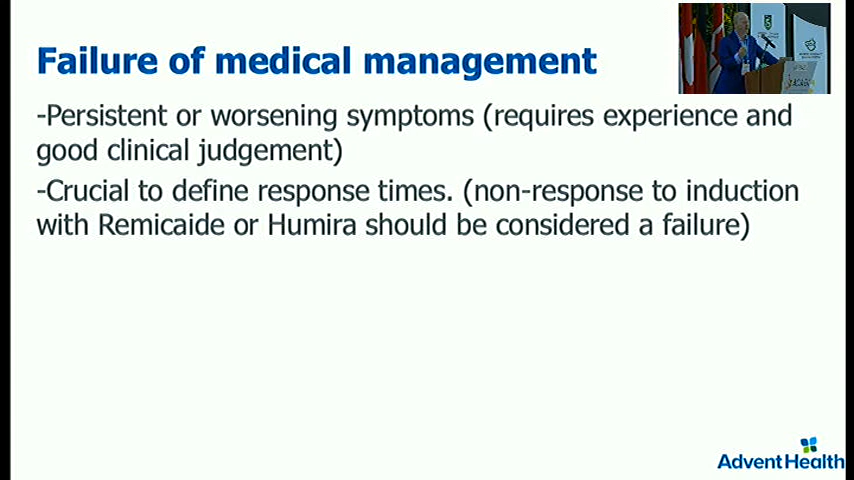 Failure of medical management
-Persistent or worsening symptoms (requires experience and
good clinical judgement)
-Crucial to define response times. (non-response to induction
with Remicaide or Humira should be considered a failure)
AdventHealth